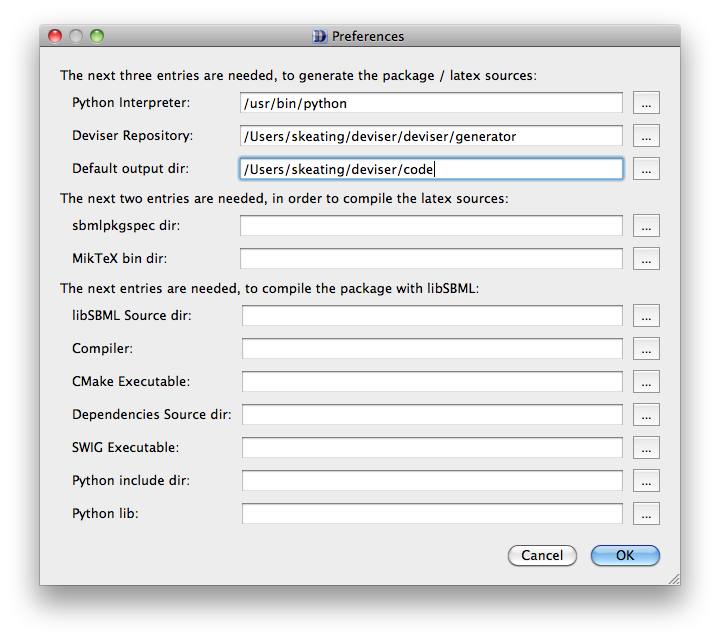 Preferences
The next three entries are needed, to generate the package / latex sources:
Python Interpreter: /usr/bin/python ...
Deviser Repository: /Users/skeating/deviser/deviser/generator ...
Default output dir: /Users/skeating/deviser/code ...
The next two entries are needed, in order to compile the latex sources:
sbmlpkgspec dir: ...
MikTeX bin dir: ...
The next entries are needed, to compile the package with libSBML:
libSBML Source dir: ...
Compiler: ...
CMake Executable: ...
Dependencies Source dir: ...
SWIG Executable: ...
Python include dir: ...
Python lib: ...
Cancel OK